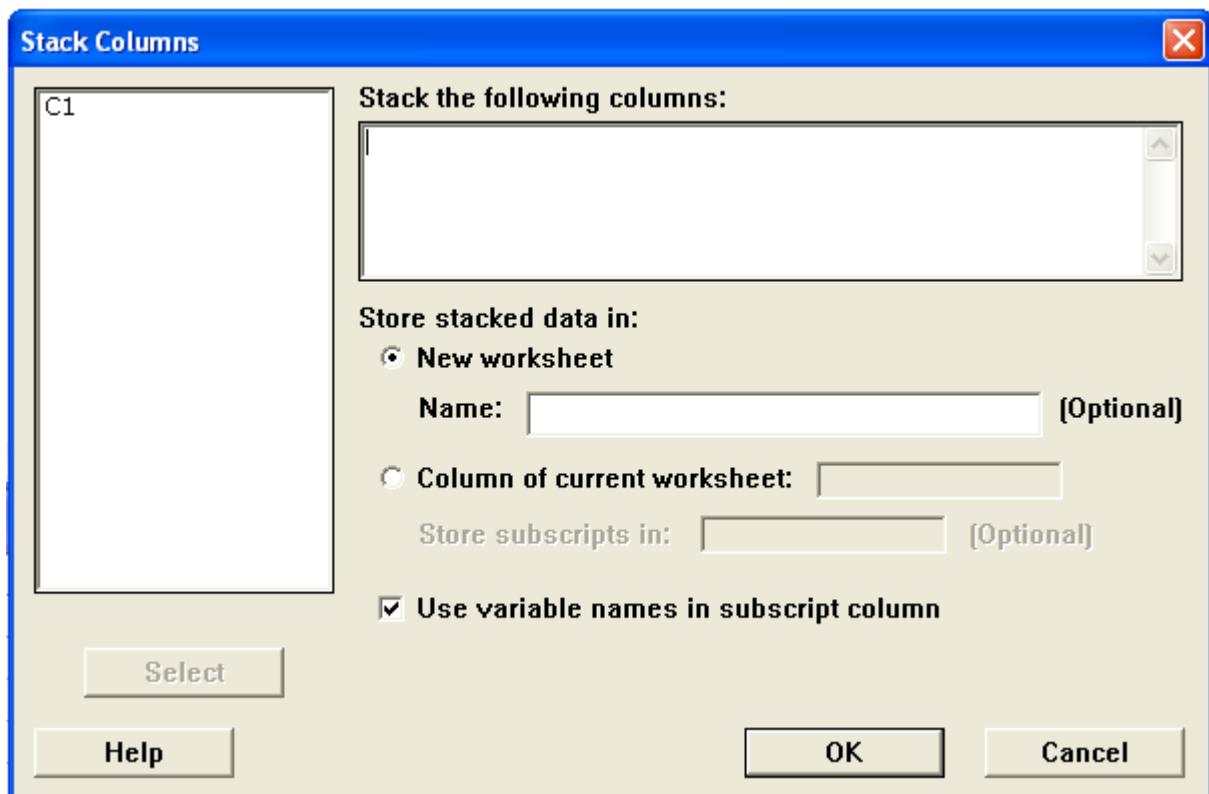 Stack Columns
C1
Stack the following columns:
Store stacked data in:
New worksheet
Name: (Optional)
Column of current worksheet:
Store subscripts in: (Optional)
Use variable names in subscript column
Select
Help OK Cancel